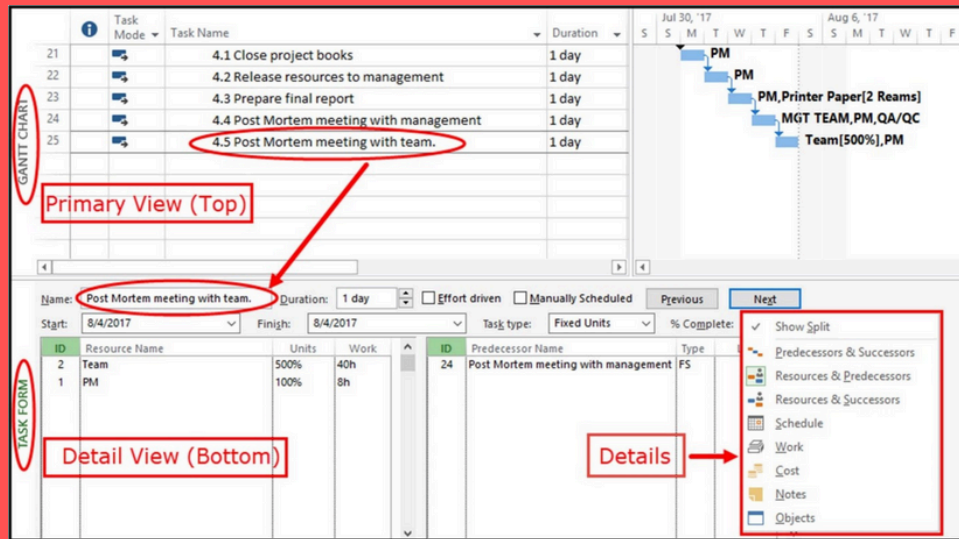 Task Mode
Task Name
Duration
Jul 30, '17
Aug 6, '17
S S M T W T F S S M T W T F
21 4.1 Close project books 1 day PM
22 4.2 Release resources to management 1 day PM
23 4.3 Prepare final report 1 day PM,Printer Paper[2 Reams]
24 4.4 Post Mortem meeting with management 1 day MGT TEAM,PM,QA/QC
25 4.5 Post Mortem meeting with team. 1 day Team[500%],PM
GANTT CHART
Primary View (Top)
Name: Post Mortem meeting with team. Duration: 1 day Effort driven Manually Scheduled Previous Next
Start: 8/4/2017 Finish: 8/4/2017 Task type: Fixed Units % Complete:
ID Resource Name Units Work
2 Team 500% 40h
1 PM 100% 8h
ID Predecessor Name Type
24 Post Mortem meeting with management FS
TASK FORM
Detail View (Bottom)
Details
Show Split
Predecessors & Successors
Resources & Predecessors
Resources & Successors
Schedule
Work
Cost
Notes
Objects